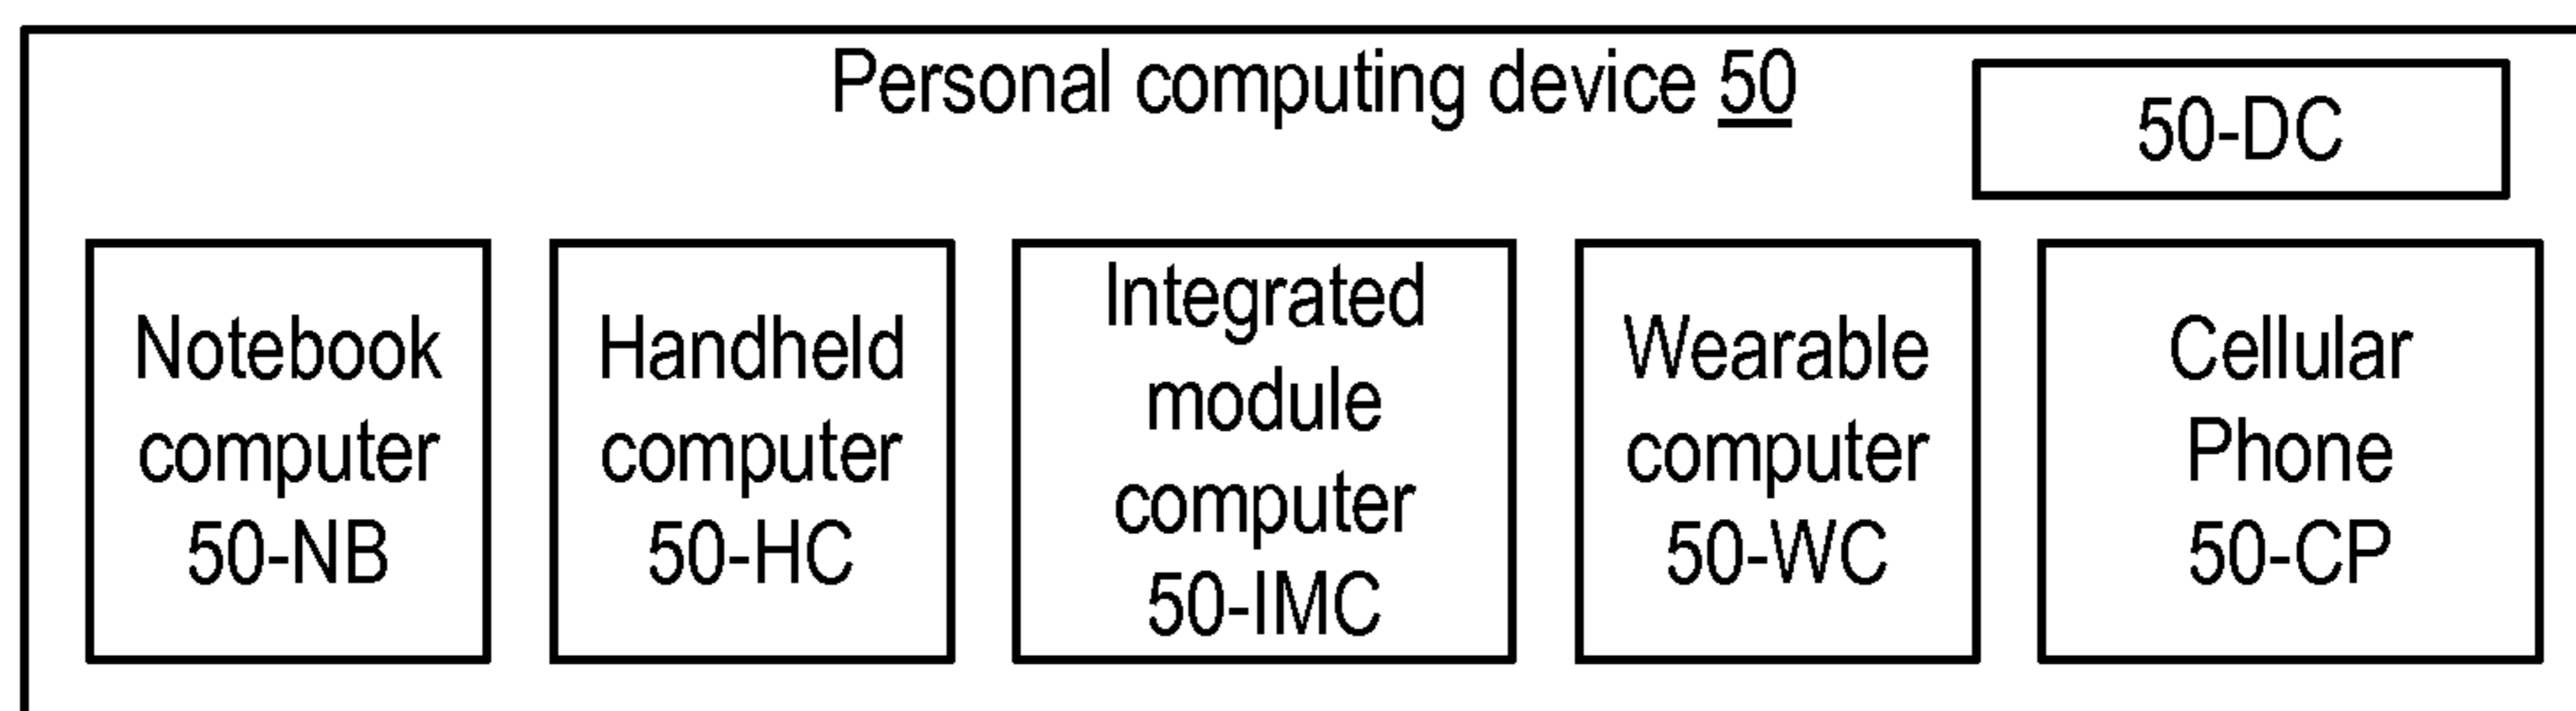 Personal computing device 50
50-DC
Notebook
computer
50-NB
Handheld
computer
50-HC
Integrated
module
computer
50-IMC
Wearable
computer
50-WC
Cellular
Phone
50-CP